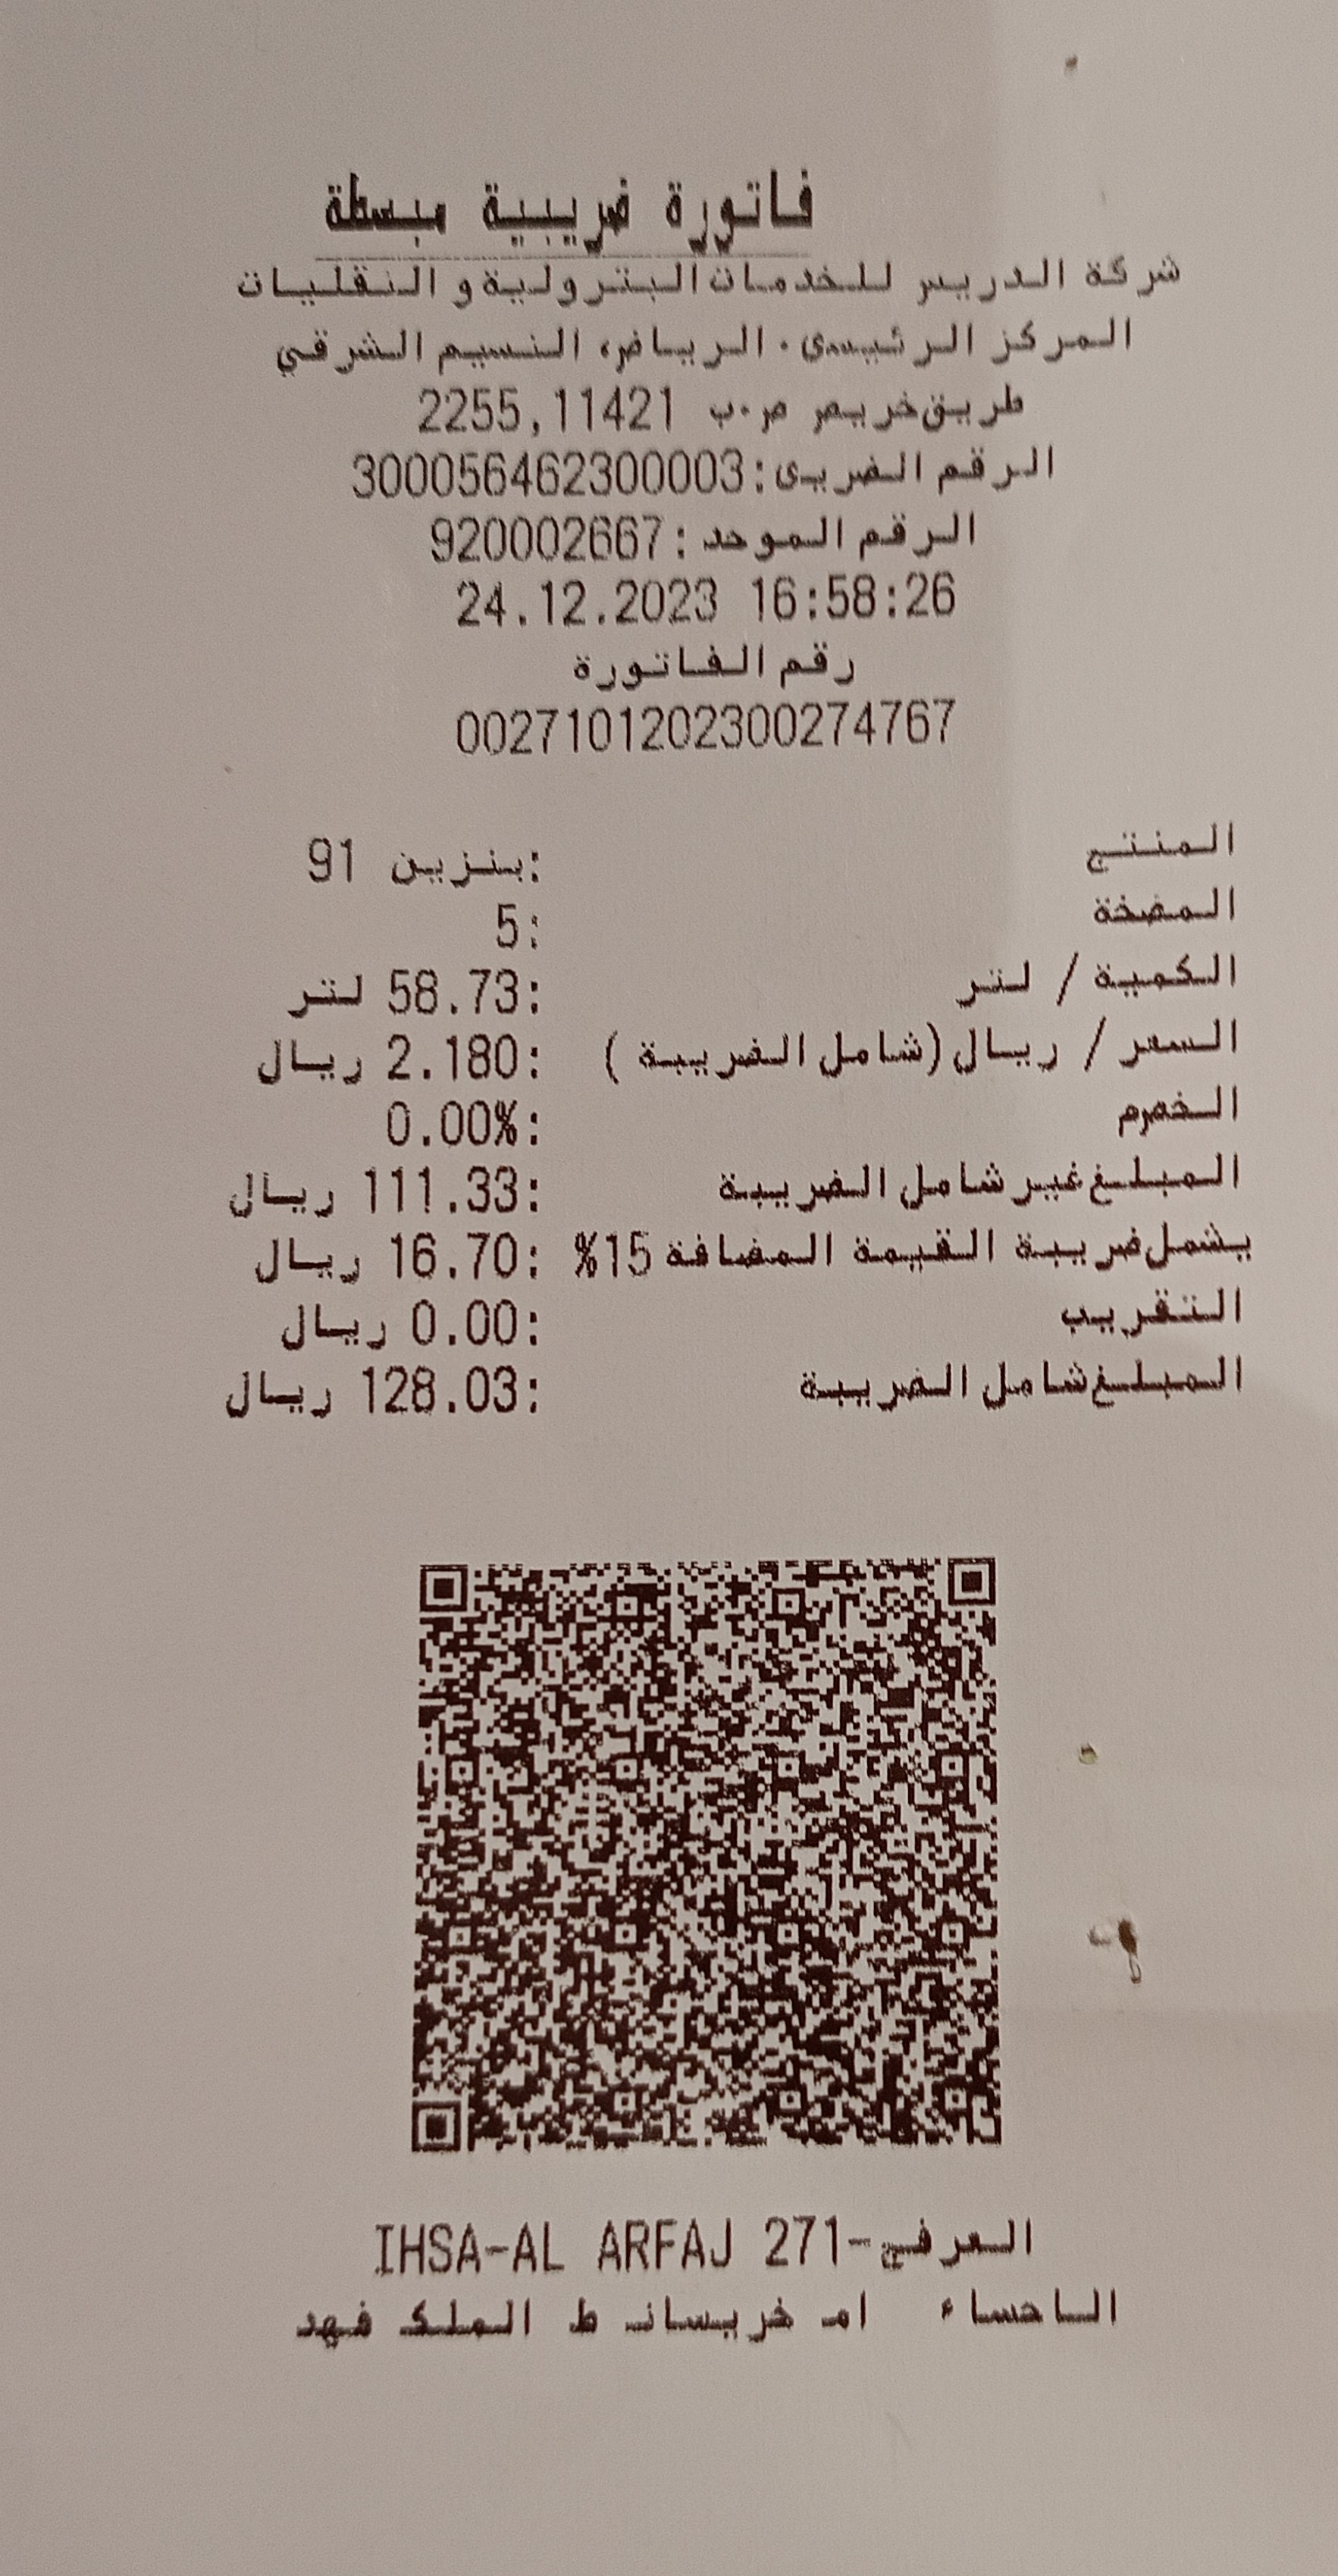 فاتورة ضريبية مبسطة
شركة الدريس للخدمات البترولية و النقليات
المركز الرئيسى . الرياض، النسيم الشرقي
طريق خريص ص.ب 2255,11421
الرقم الضريبى: 300056462300003
الرقم الموحد: 920002667
24.12.2023 16:58:26
رقم الفاتورة
002710120230027​4767
المنتج :بنزين 91
المضخة :5
الكمية / لتر :58.73 لتر
السعر / ريال (شامل الضريبة ) :2.180 ريال
الخصم :0.00%
المبلغ غير شامل الضريبة :111.33 ريال
يشمل ضريبة القيمة المضافة 15% :16.70 ريال
التقريب :0.00 ريال
المبلغ شامل الضريبة :128.03 ريال
العرفج-IHSA-AL ARFAJ 271
الاحساء ام خريسان ط الملك فهد